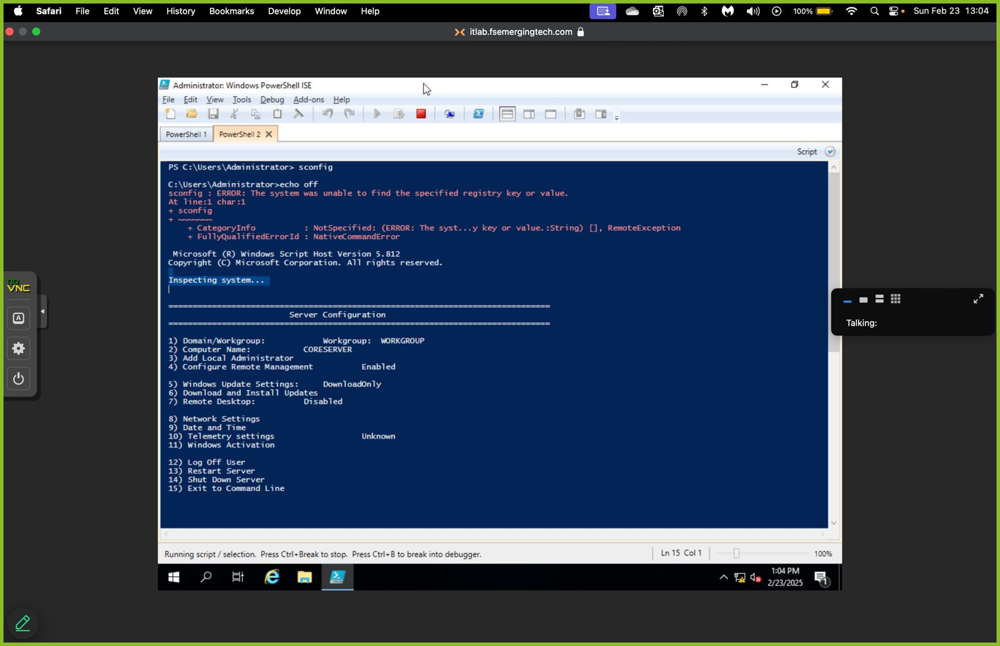 Safari File Edit View History Bookmarks Develop Window Help 100% Sun Feb 23 13:04
itlab.fsemergingtech.com
Administrator: Windows PowerShell ISE
File Edit View Tools Debug Add-ons Help
PowerShell 1 PowerShell 2
Script
PS C:\Users\Administrator> sconfig
C:\Users\Administrator>echo off
sconfig : ERROR: The system was unable to find the specified registry key or value.
At line:1 char:1
+ sconfig
+ ~~~~~~~
+ CategoryInfo : NotSpecified: (ERROR: The syst...y key or value.:String) [], RemoteException
+ FullyQualifiedErrorId : NativeCommandError
Microsoft (R) Windows Script Host Version 5.812
Copyright (C) Microsoft Corporation. All rights reserved.
Inspecting system...
===============================================================================
Server Configuration
===============================================================================
1) Domain/Workgroup: Workgroup: WORKGROUP
2) Computer Name: CORESERVER
3) Add Local Administrator
4) Configure Remote Management Enabled
5) Windows Update Settings: DownloadOnly
6) Download and Install Updates
7) Remote Desktop: Disabled
8) Network Settings
9) Date and Time
10) Telemetry settings Unknown
11) Windows Activation
12) Log Off User
13) Restart Server
14) Shut Down Server
15) Exit to Command Line
Running script / selection. Press Ctrl+Break to stop. Press Ctrl+B to break into debugger. Ln 15 Col 1 100%
1:04 PM
2/23/2025
1
no
VNC
A
Talking: